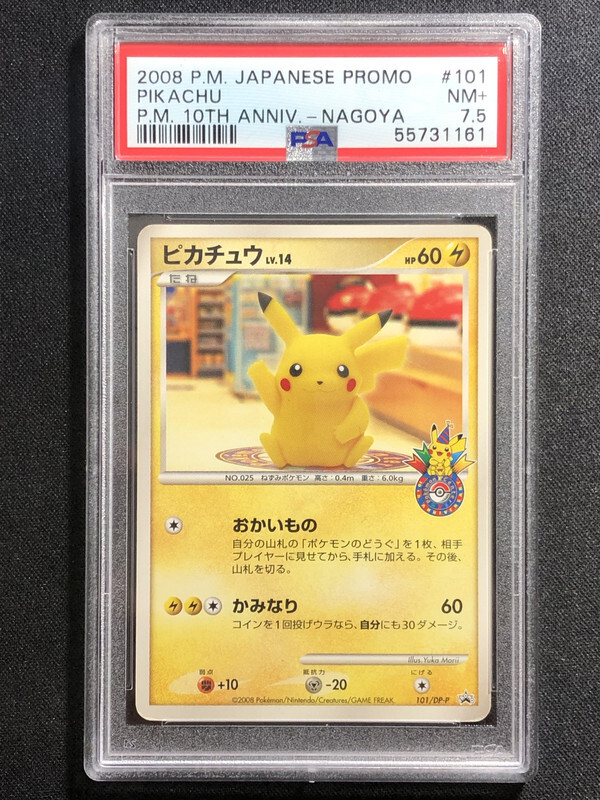 2008 P.M. JAPANESE PROMO #101
PIKACHU NM+
P.M. 10TH ANNIV.-NAGOYA 7.5
PSA 55731161
ピカチュウ LV.14 HP60
たね
NO.025 ねずみポケモン 高さ:0.4m 重さ:6.0kg
おかいもの
自分の山札の「ポケモンのどうぐ」を1枚、相手
プレイヤーに見せてから、手札に加える。その後、
山札を切る。
かみなり 60
コインを1回投げウラなら、自分にも30ダメージ。
Illus.Yuka Morii
弱点 抵抗力 にげる
+10 -20
©2008 Pokémon/Nintendo/Creatures/GAME FREAK 101/DP-P